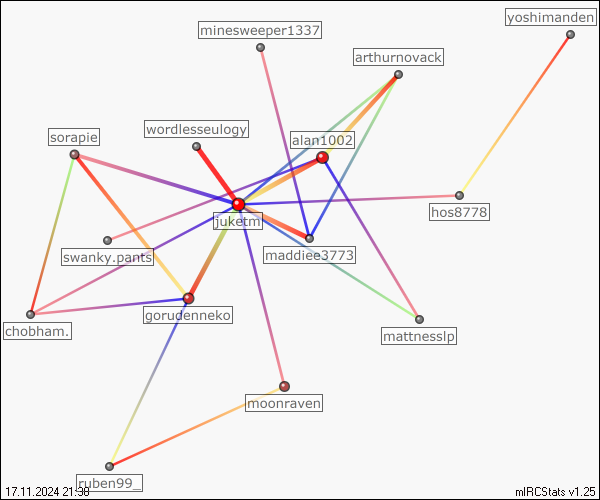 yoshimanden
minesweeper1337
arthurnovack
wordlesseulogy
sorapie
alan1002
juketm
hos8778
swanky.pants
maddiee3773
gorudenneko
chobham.
mattnesslp
moonraven
ruben99_
17.11.2024 21:38
mIRCStats v1.25